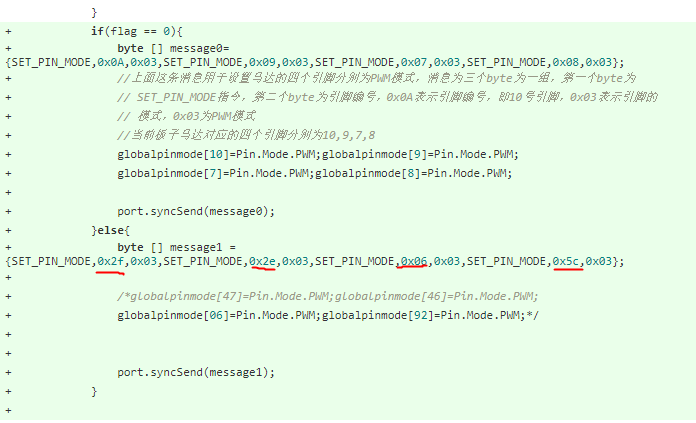 }
+            if(flag == 0){
+                byte [] message0=
{SET_PIN_MODE,0x0A,0x03,SET_PIN_MODE,0x09,0x03,SET_PIN_MODE,0x07,0x03,SET_PIN_MODE,0x08,0x03};
+                //上面这条消息用于设置马达的四个引脚分别为PWM模式，消息为三个byte为一组，第一个byte为
+                // SET_PIN_MODE指令，第二个byte为引脚编号，0x0A表示引脚编号，即10号引脚，0x03表示引脚的
+                // 模式，0x03为PWM模式
+                //当前板子马达对应的四个引脚分别为10,9,7,8
+                globalpinmode[10]=Pin.Mode.PWM;globalpinmode[9]=Pin.Mode.PWM;
+                globalpinmode[7]=Pin.Mode.PWM;globalpinmode[8]=Pin.Mode.PWM;
+
+                port.syncSend(message0);
+            }else{
+                byte [] message1 =
{SET_PIN_MODE,0x2f,0x03,SET_PIN_MODE,0x2e,0x03,SET_PIN_MODE,0x06,0x03,SET_PIN_MODE,0x5c,0x03};
+
+                /*globalpinmode[47]=Pin.Mode.PWM;globalpinmode[46]=Pin.Mode.PWM;
+                globalpinmode[06]=Pin.Mode.PWM;globalpinmode[92]=Pin.Mode.PWM;*/
+
+
+                port.syncSend(message1);
+            }
+